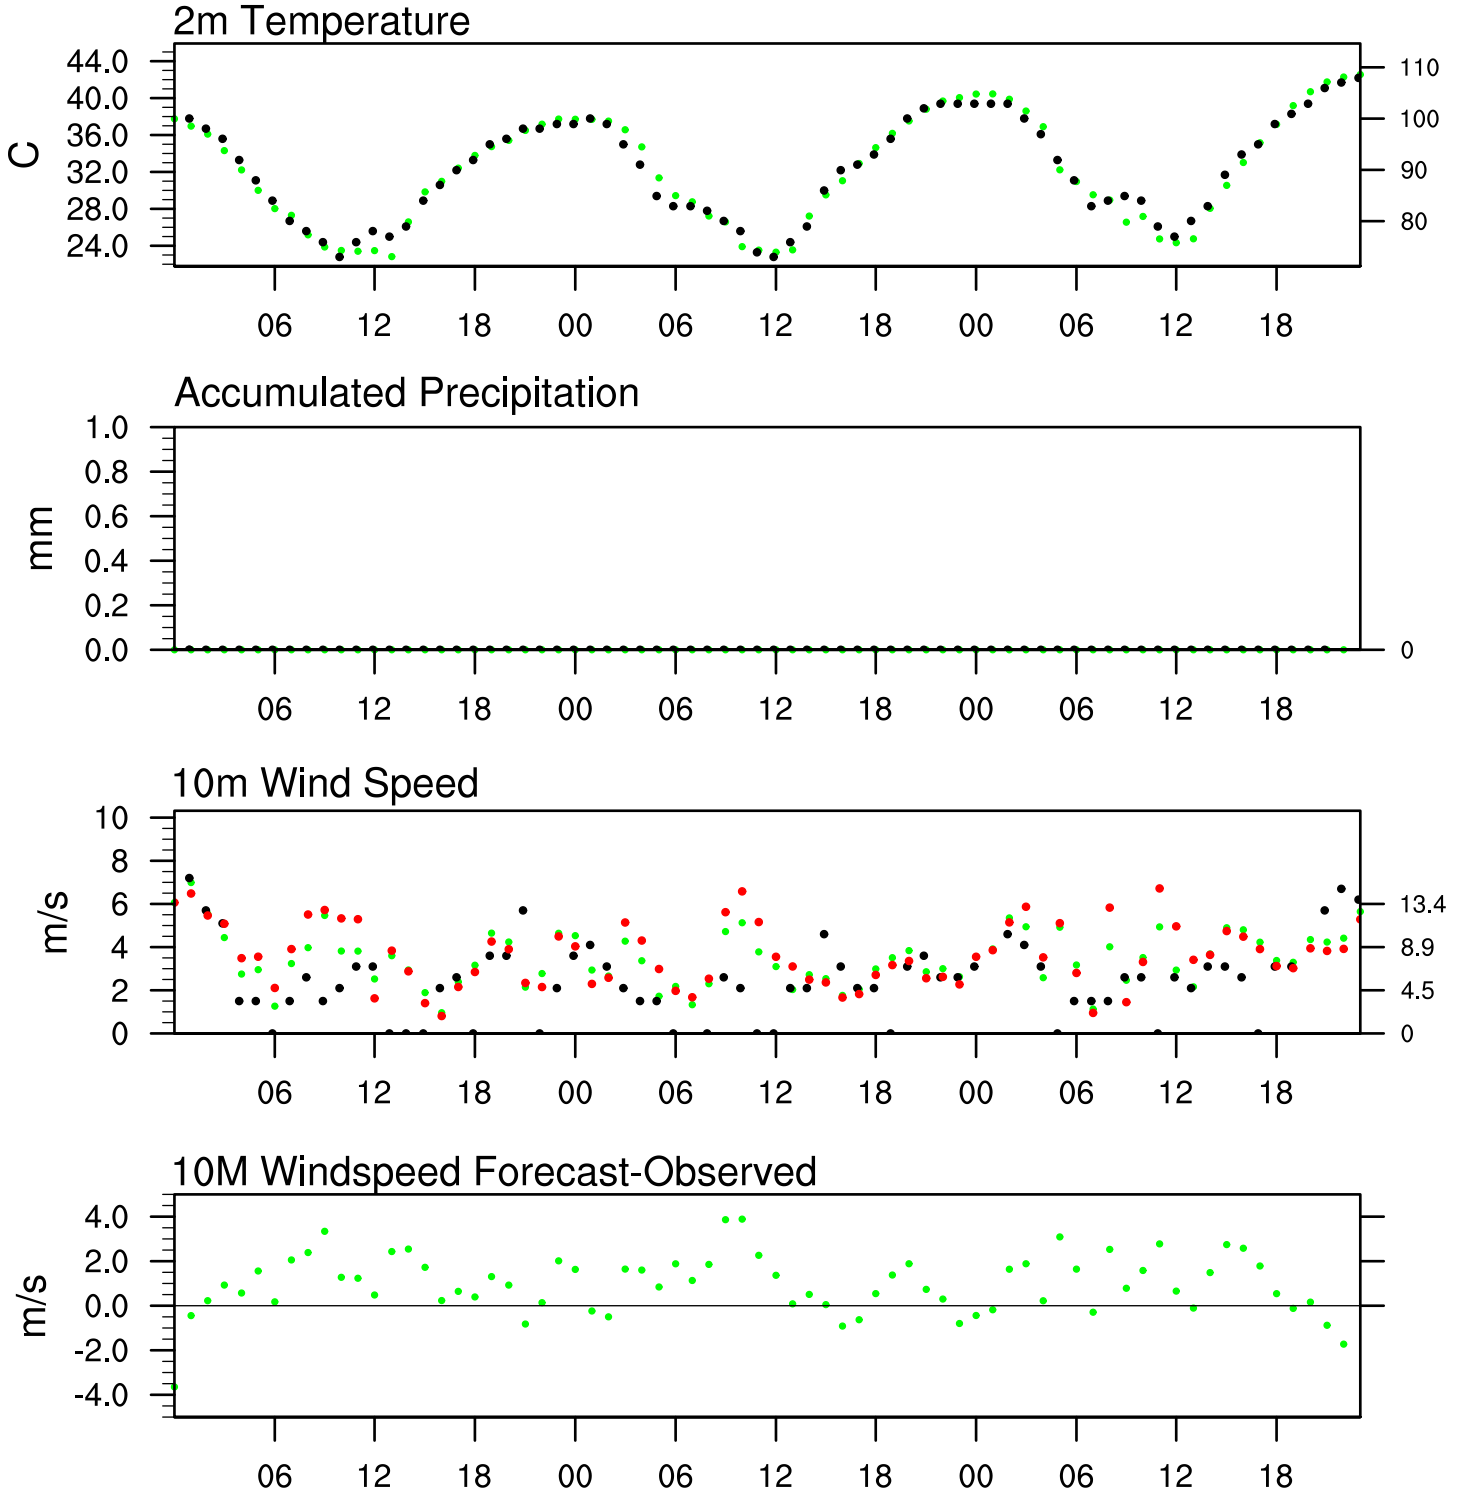 2m Temperature
44.0
40.0
36.0
32.0
28.0
24.0
C
110
100
90
80
06 12 18 00 06 12 18 00 06 12 18
Accumulated Precipitation
1.0
0.8
0.6
0.4
0.2
0.0
mm
0
06 12 18 00 06 12 18 00 06 12 18
10m Wind Speed
10
8
6
4
2
0
m/s
13.4
8.9
4.5
0
06 12 18 00 06 12 18 00 06 12 18
10M Windspeed Forecast-Observed
4.0
2.0
0.0
-2.0
-4.0
m/s
06 12 18 00 06 12 18 00 06 12 18